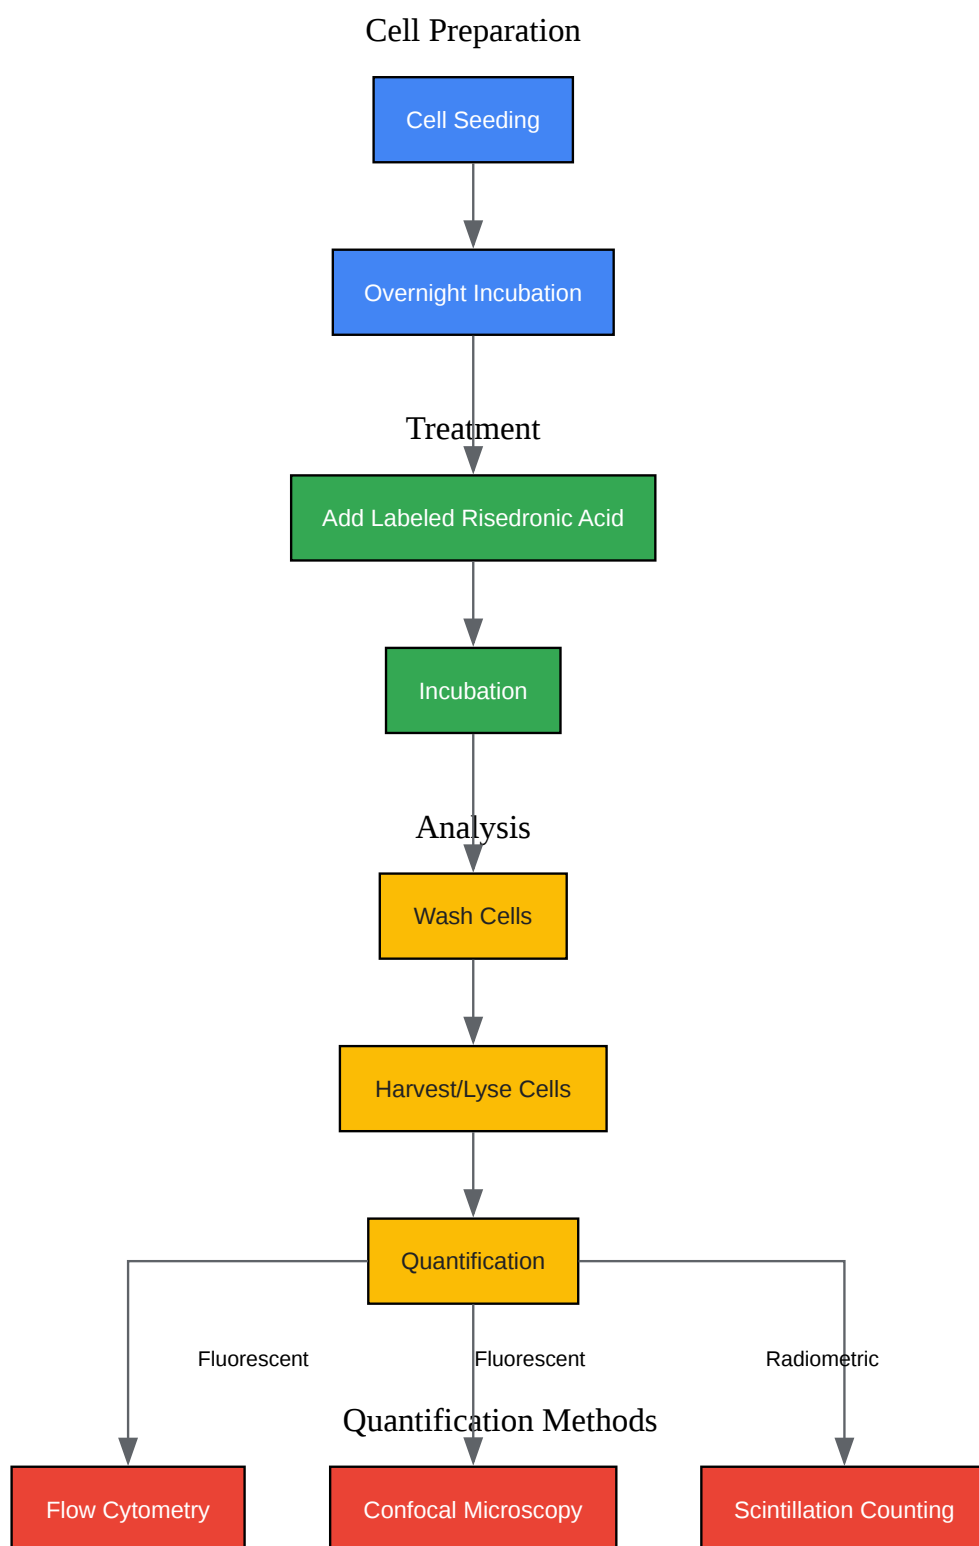 Cell Preparation
Cell Seeding
Overnight Incubation
Treatment
Add Labeled Risedronic Acid
Incubation
Analysis
Wash Cells
Harvest/Lyse Cells
Quantification
Fluorescent
Fluorescent
Radiometric
Quantification Methods
Flow Cytometry
Confocal Microscopy
Scintillation Counting